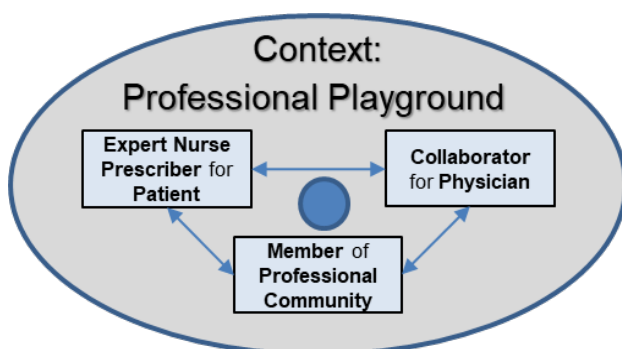 Context:
Professional Playground
Expert Nurse
Prescriber for
Patient
Collaborator
for Physician
Member of
Professional
Community